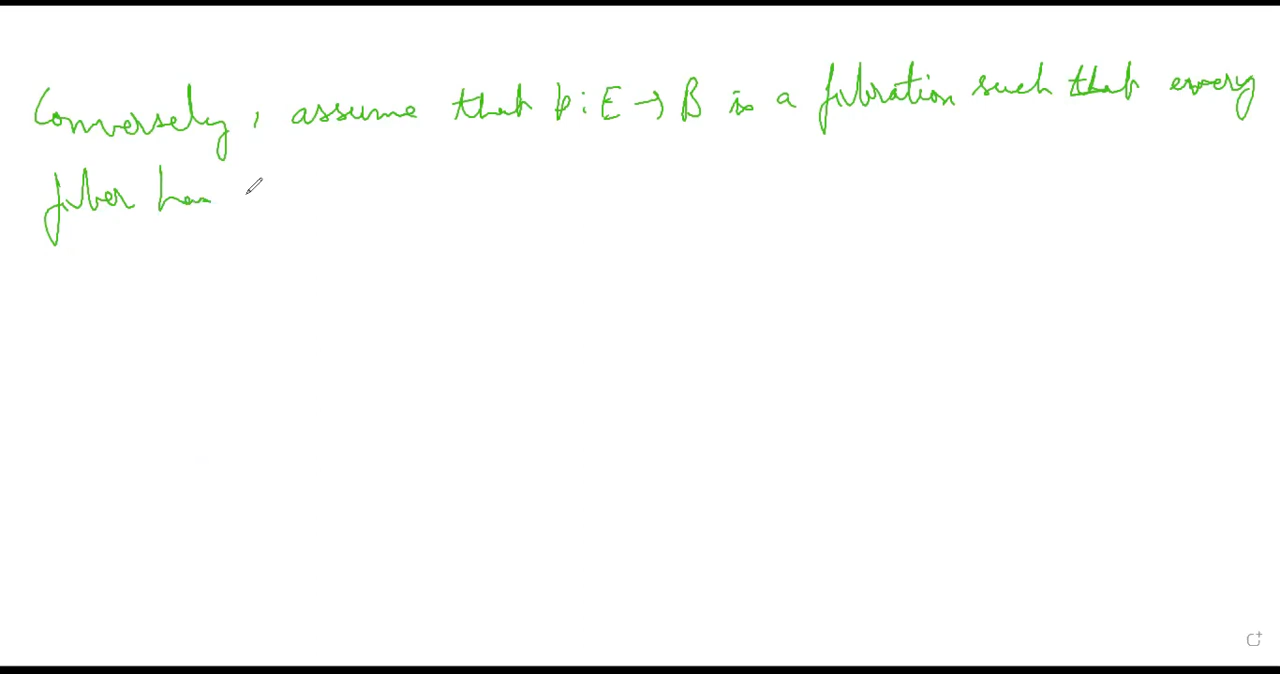 Conversely, assume that p: E → B is a fibration such that every
fiber has